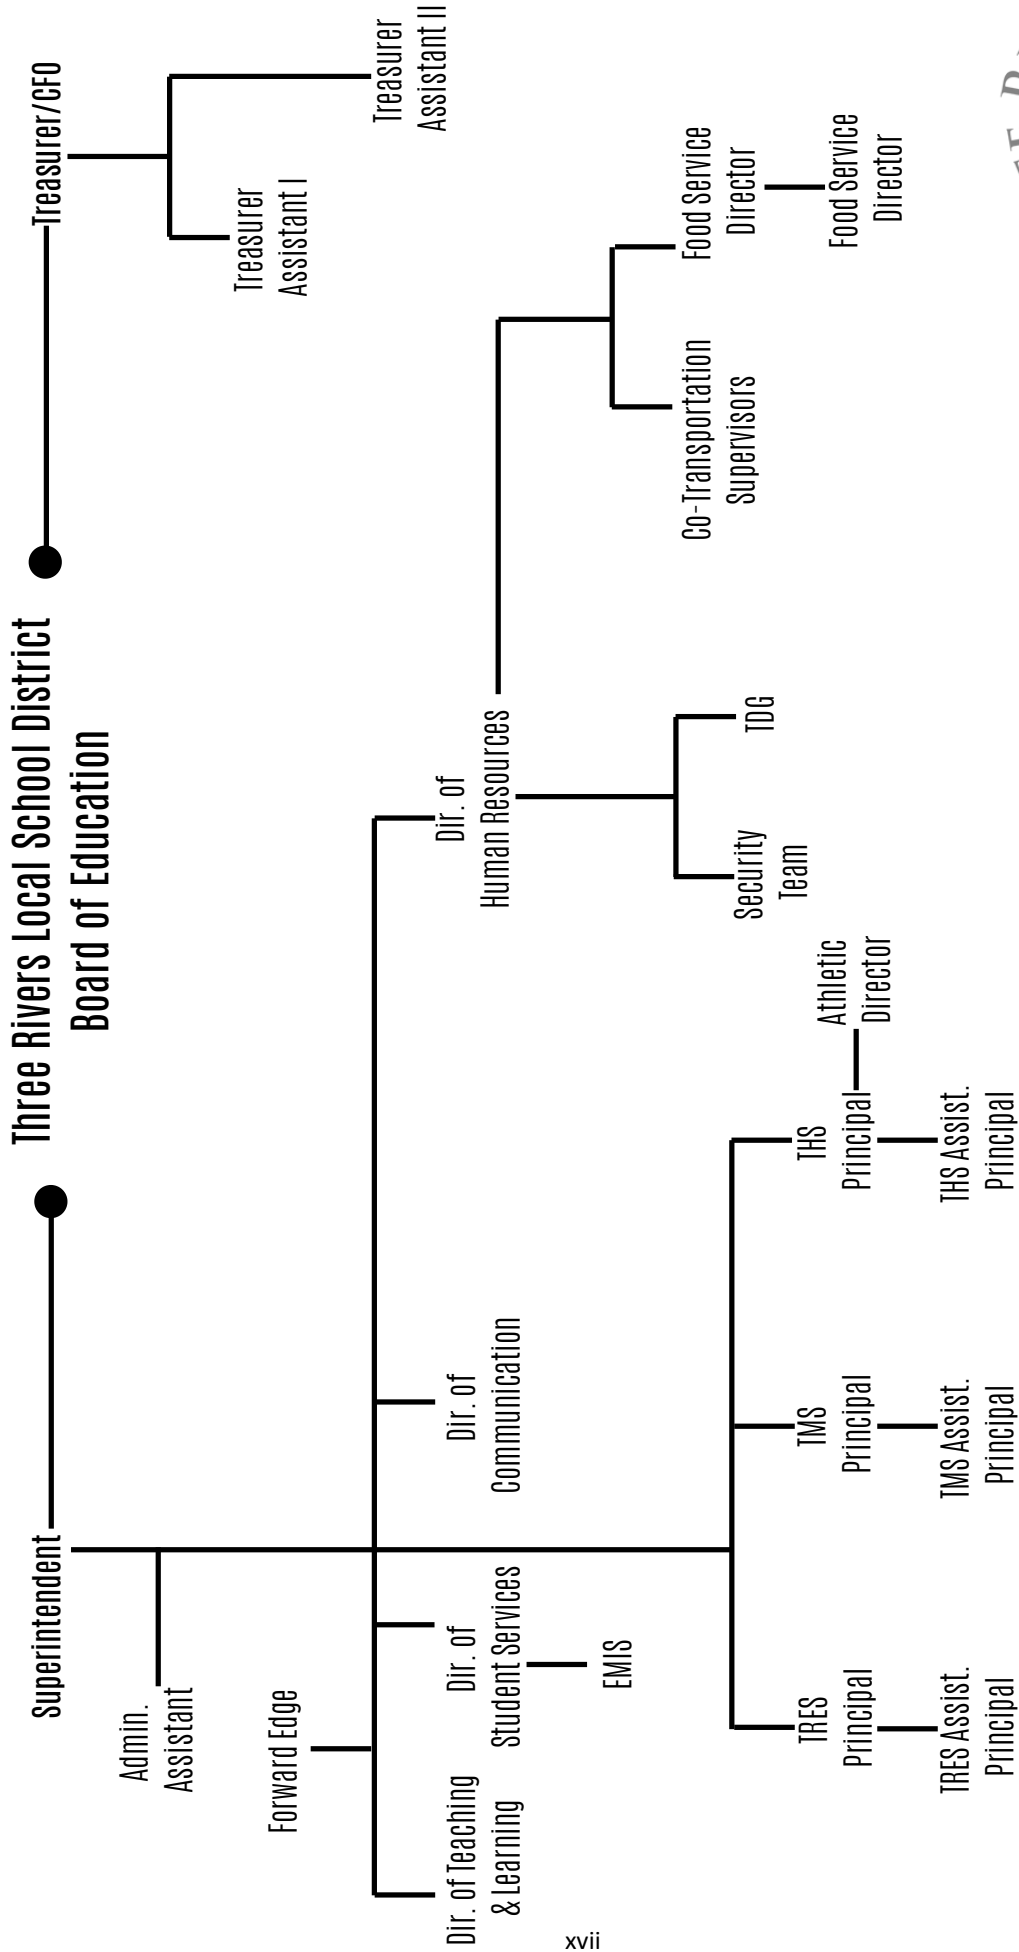 Three Rivers Local School District
Board of Education
Superintendent
Treasurer/CFO
Admin.
Assistant
Treasurer
Assistant I
Treasurer
Assistant II
Forward Edge
Dir. of Teaching
& Learning
Dir. of
Student Services
EMIS
Dir. of
Communication
Dir. of
Human Resources
Security
Team
TDG
Co-Transportation
Supervisors
Food Service
Director
Food Service
Director
TRES
Principal
TRES Assist.
Principal
TMS
Principal
TMS Assist.
Principal
THS
Principal
Athletic
Director
THS Assist.
Principal
xvii